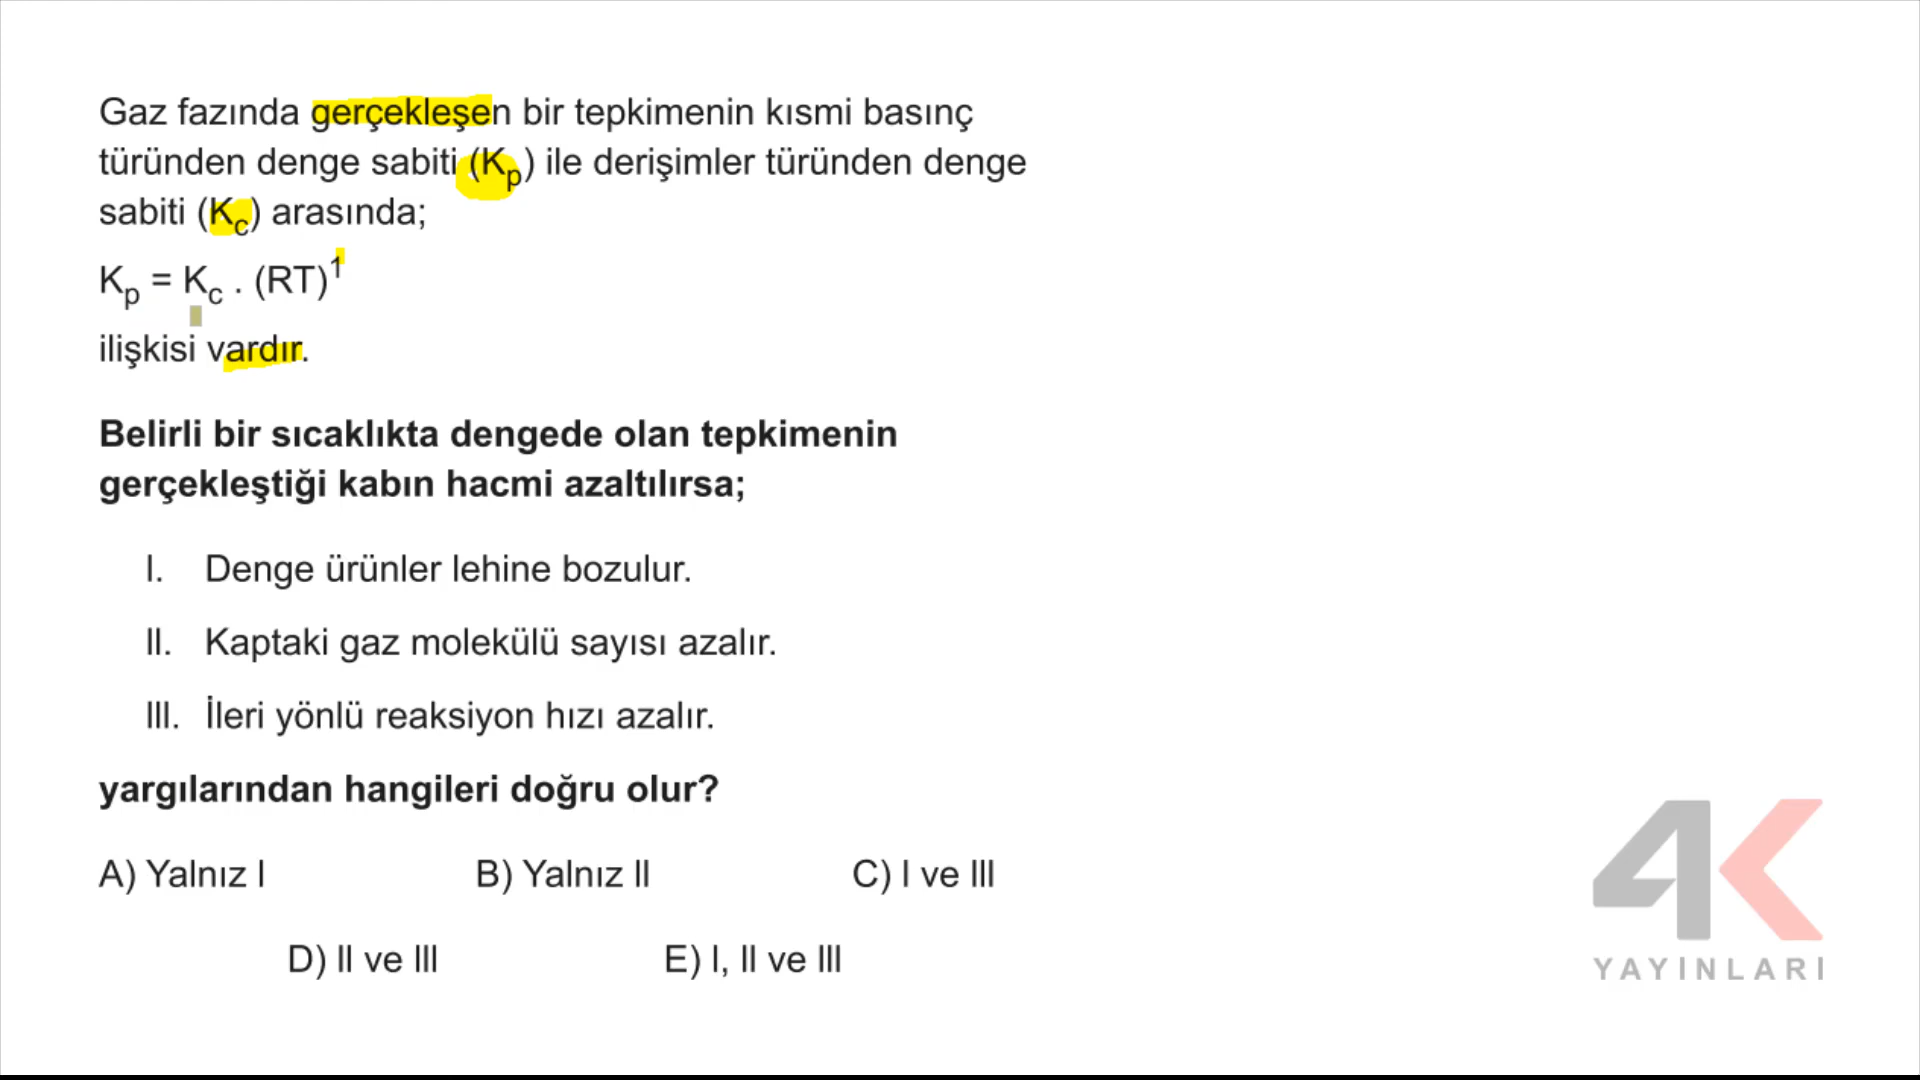 Gaz fazında gerçekleşen bir tepkimenin kısmi basınç
türünden denge sabiti (Kp) ile derişimler türünden denge
sabiti (Kc) arasında;
Kp = Kc . (RT)¹
ilişkisi vardır.
Belirli bir sıcaklıkta dengede olan tepkimenin
gerçekleştiği kabın hacmi azaltılırsa;
I. Denge ürünler lehine bozulur.
II. Kaptaki gaz molekülü sayısı azalır.
III. İleri yönlü reaksiyon hızı azalır.
yargılarından hangileri doğru olur?
A) Yalnız I B) Yalnız II C) I ve III
D) II ve III E) I, II ve III
4K
YAYINLARI